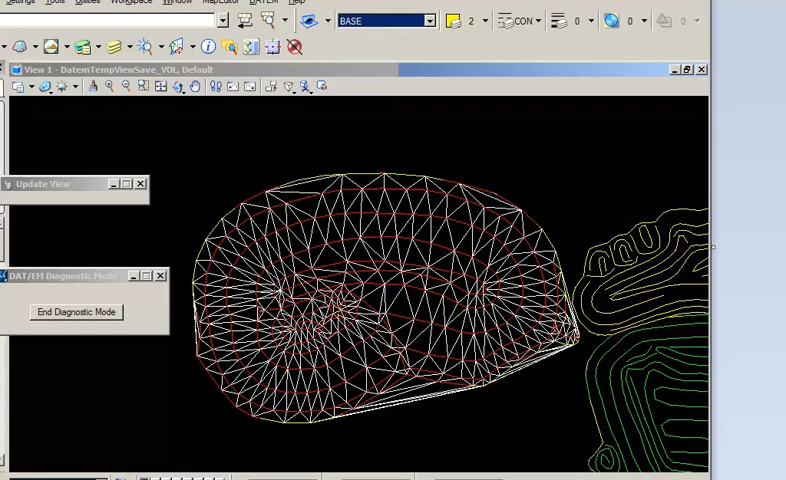 Settings Tools Utilities Workspace Window MapEditor DATEM Help
BASE 2 CON 0 0 0
View 1 - DatemTempViewSave_VOL, Default
Update View
DAT/EM Diagnostic Mode
End Diagnostic Mode